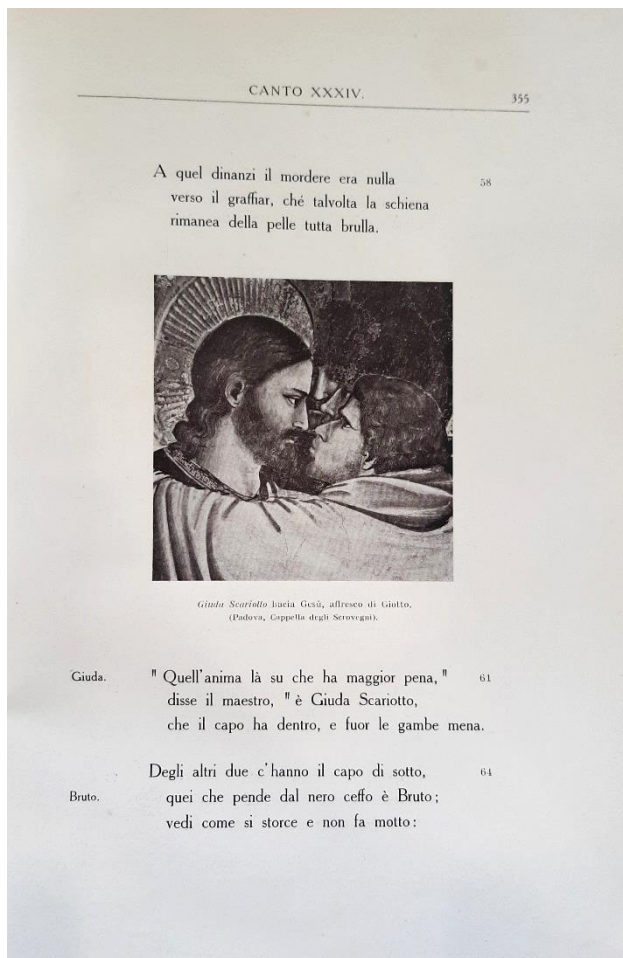 CANTO XXXIV.
355
A quel dinanzi il mordere era nulla
58
verso il graffiar, ché talvolta la schiena
rimanea della pelle tutta brulla.
Giuda Scariotto bacia Gesù, affresco di Giotto,
(Padova, Cappella degli Scrovegni).
Giuda.
" Quell'anima là su che ha maggior pena, "
61
disse il maestro, " è Giuda Scariotto,
che il capo ha dentro, e fuor le gambe mena.
Degli altri due c'hanno il capo di sotto,
64
Bruto.
quei che pende dal nero ceffo è Bruto ;
vedi come si storce e non fa motto :